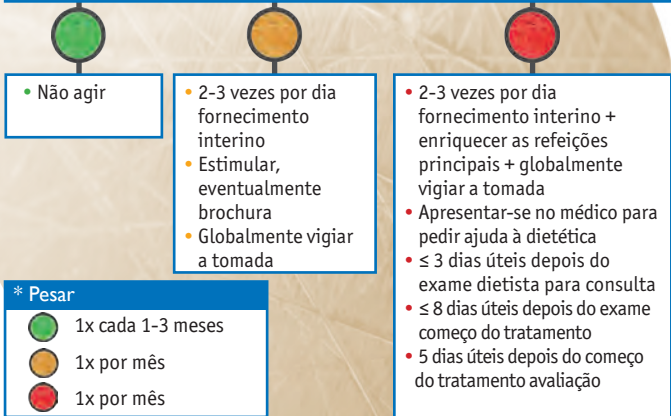 • Não agir
• 2-3 vezes por dia
fornecimento
interino
• Estimular,
eventualmente
brochura
• Globalmente vigiar
a tomada
• 2-3 vezes por dia
fornecimento interino +
enriquecer as refeições
principais + globalmente
vigiar a tomada
• Apresentar-se no médico para
pedir ajuda à dietética
• ≤ 3 dias úteis depois do
exame dietista para consulta
• ≤ 8 dias úteis depois do exame
começo do tratamento
• 5 dias úteis depois do começo
do tratamento avaliação
* Pesar
1x cada 1-3 meses
1x por mês
1x por mês